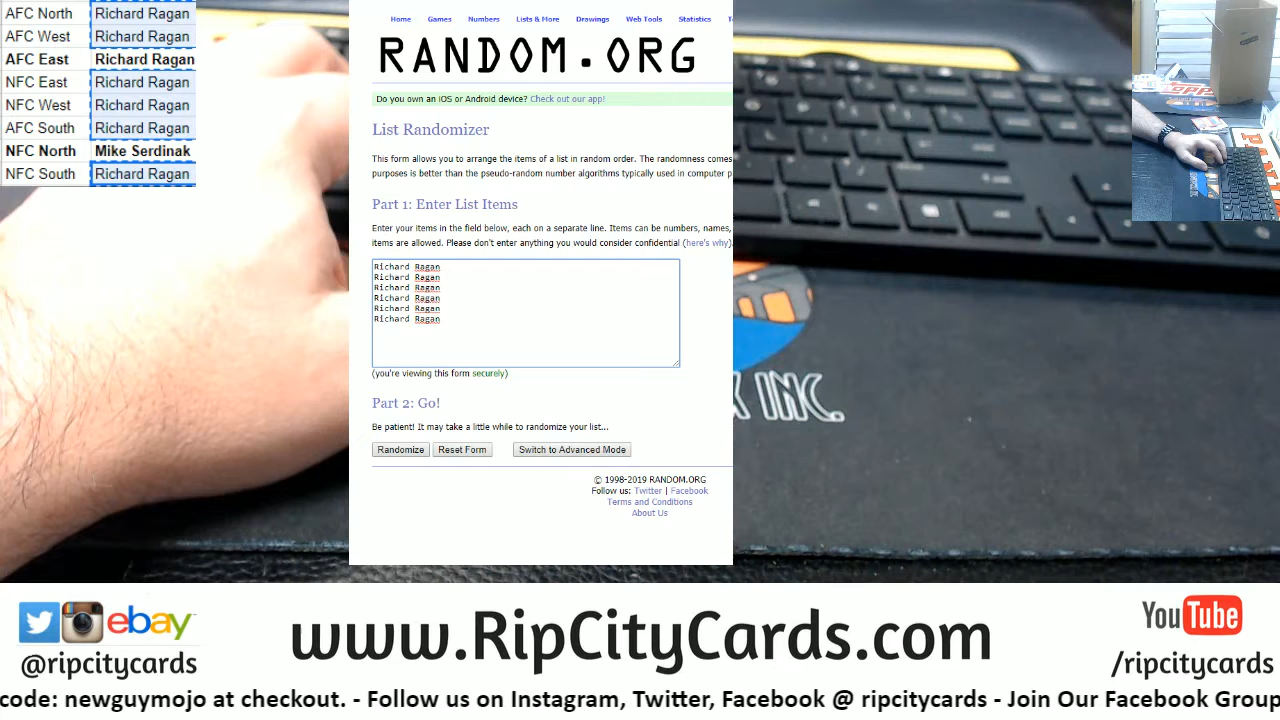 AFC North Richard Ragan
AFC West Richard Ragan
AFC East Richard Ragan
NFC East Richard Ragan
NFC West Richard Ragan
AFC South Richard Ragan
NFC North Mike Serdinak
NFC South Richard Ragan
Home Games Numbers Lists & More Drawings Web Tools Statistics T
RANDOM.ORG
Do you own an iOS or Android device? Check out our app!
List Randomizer
This form allows you to arrange the items of a list in random order. The randomness comes
purposes is better than the pseudo-random number algorithms typically used in computer p
Part 1: Enter List Items
Enter your items in the field below, each on a separate line. Items can be numbers, names,
items are allowed. Please don't enter anything you would consider confidential (here's why).
Richard Ragan
Richard Ragan
Richard Ragan
Richard Ragan
Richard Ragan
Richard Ragan
(you're viewing this form securely)
Part 2: Go!
Be patient! It may take a little while to randomize your list...
Randomize Reset Form Switch to Advanced Mode
© 1998-2019 RANDOM.ORG
Follow us: Twitter | Facebook
Terms and Conditions
About Us
INC.
ebay
@ripcitycards
www.RipCityCards.com
YouTube
/ripcitycards
code: newguymojo at checkout. - Follow us on Instagram, Twitter, Facebook @ ripcitycards - Join Our Facebook Group